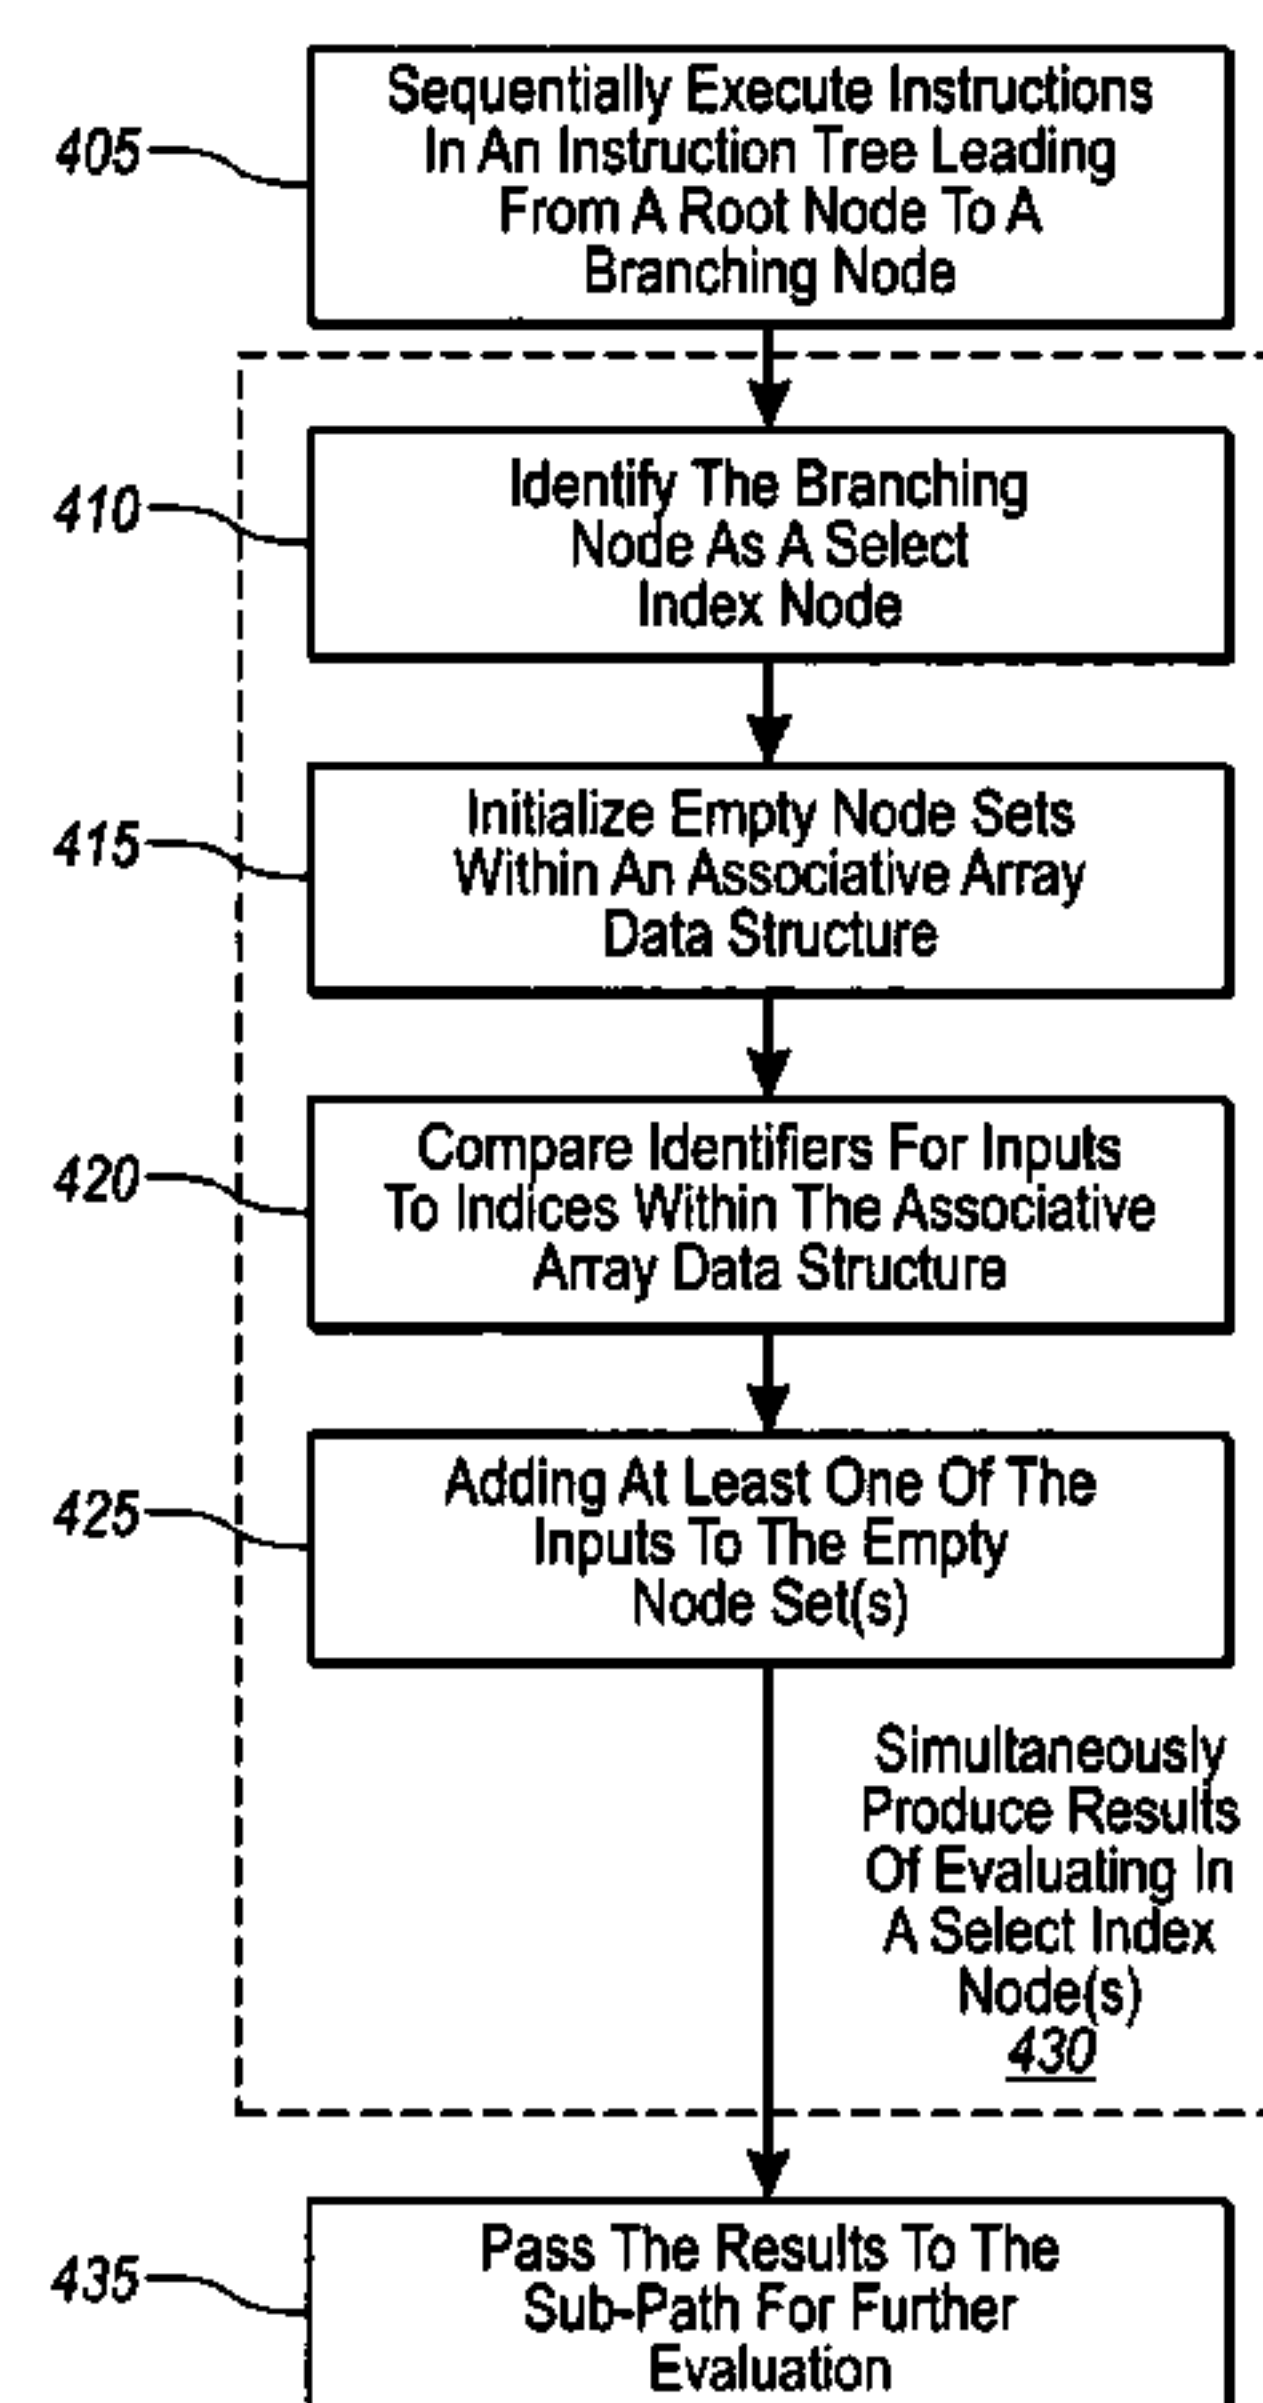 405
Sequentially Execute Instructions
In An Instruction Tree Leading
From A Root Node To A
Branching Node
410
Identify The Branching
Node As A Select
Index Node
415
Initialize Empty Node Sets
Within An Associative Array
Data Structure
420
Compare Identifiers For Inputs
To Indices Within The Associative
Array Data Structure
425
Adding At Least One Of The
Inputs To The Empty
Node Set(s)
Simultaneously
Produce Results
Of Evaluating In
A Select Index
Node(s)
430
435
Pass The Results To The
Sub-Path For Further
Evaluation